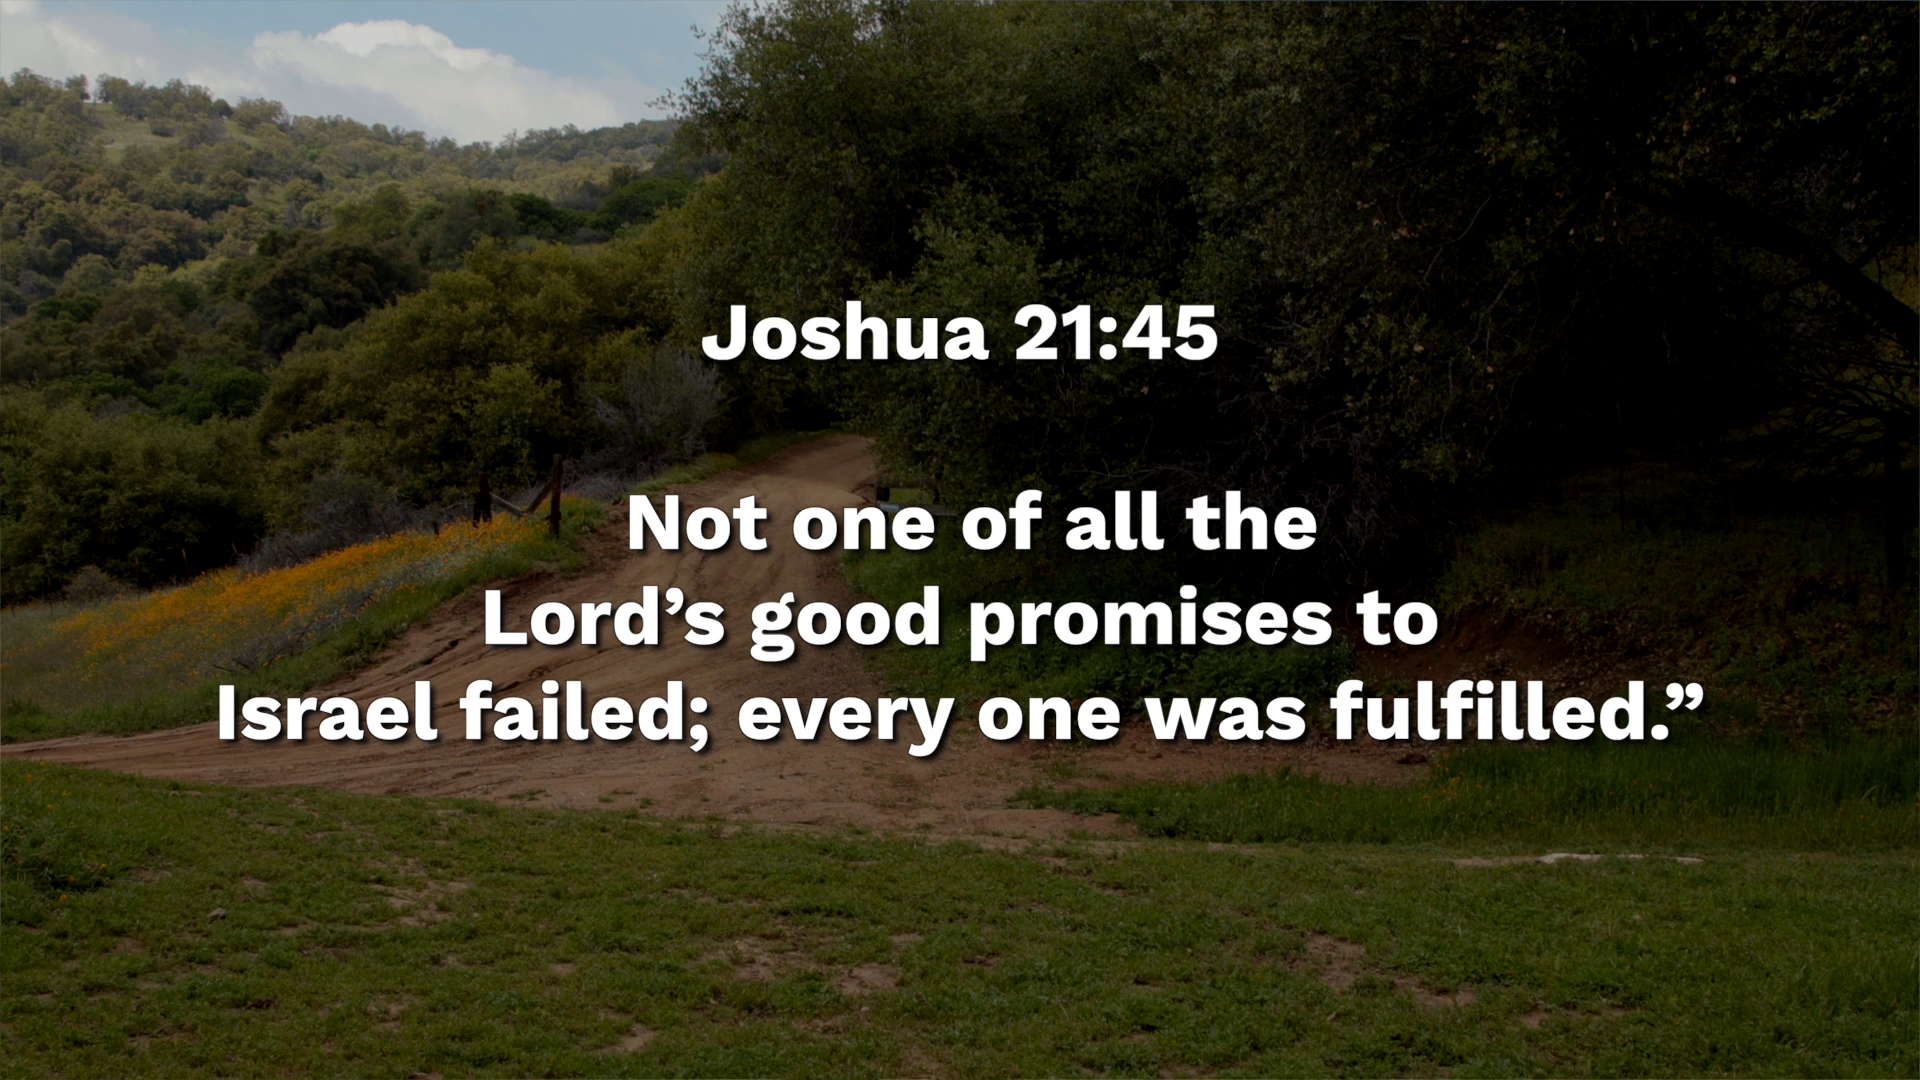 Joshua 21:45
Not one of all the
Lord’s good promises to
Israel failed; every one was fulfilled.”